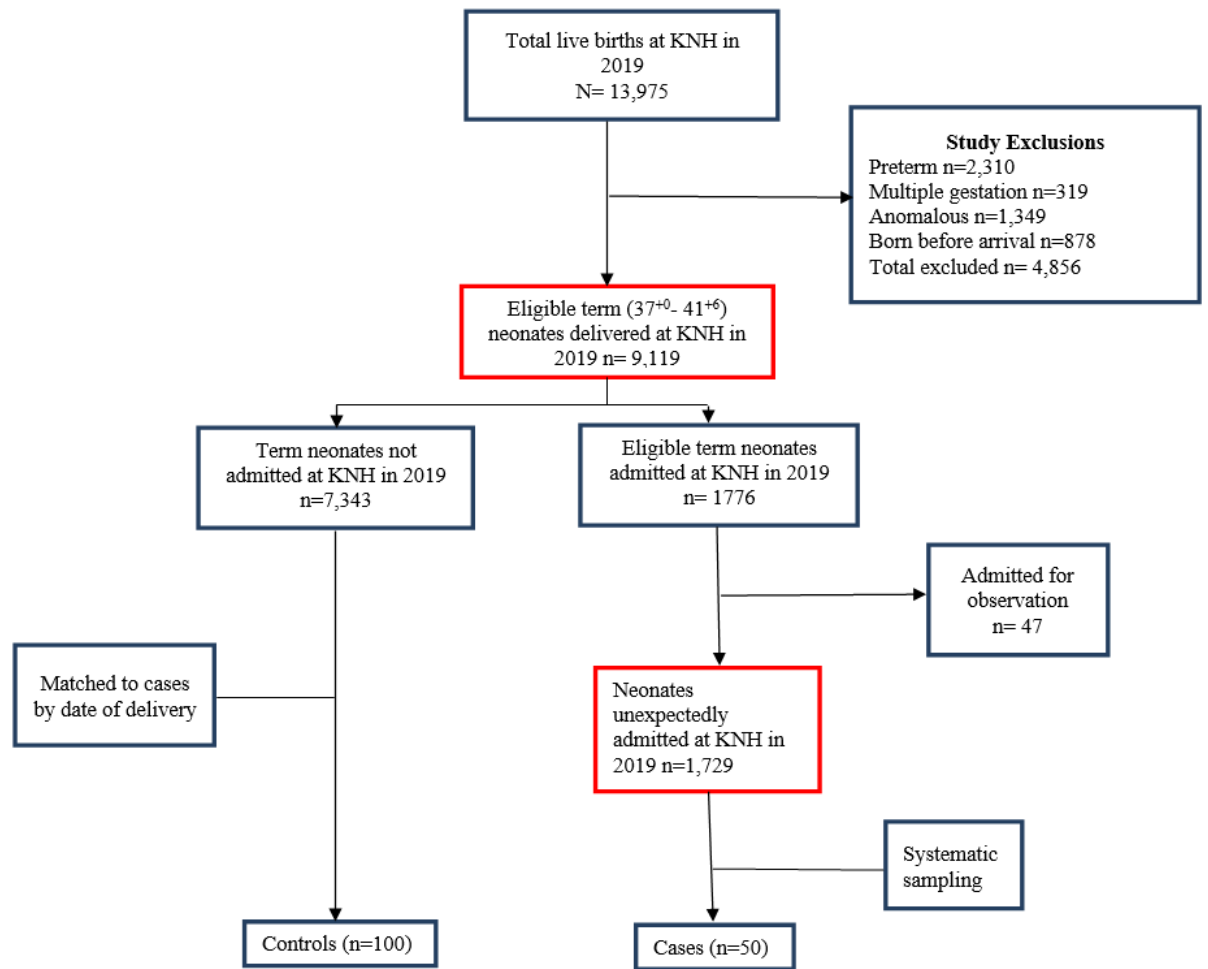 Total live births at KNH in
2019
N= 13,975
Study Exclusions
Preterm n=2,310
Multiple gestation n=319
Anomalous n=1,349
Born before arrival n=878
Total excluded n= 4,856
Eligible term (37⁺⁰- 41⁺⁶)
neonates delivered at KNH in
2019 n= 9,119
Term neonates not
admitted at KNH in 2019
n=7,343
Eligible term neonates
admitted at KNH in 2019
n= 1776
Admitted for
observation
n= 47
Matched to cases
by date of delivery
Neonates
unexpectedly
admitted at KNH in
2019 n=1,729
Systematic
sampling
Controls (n=100)
Cases (n=50)